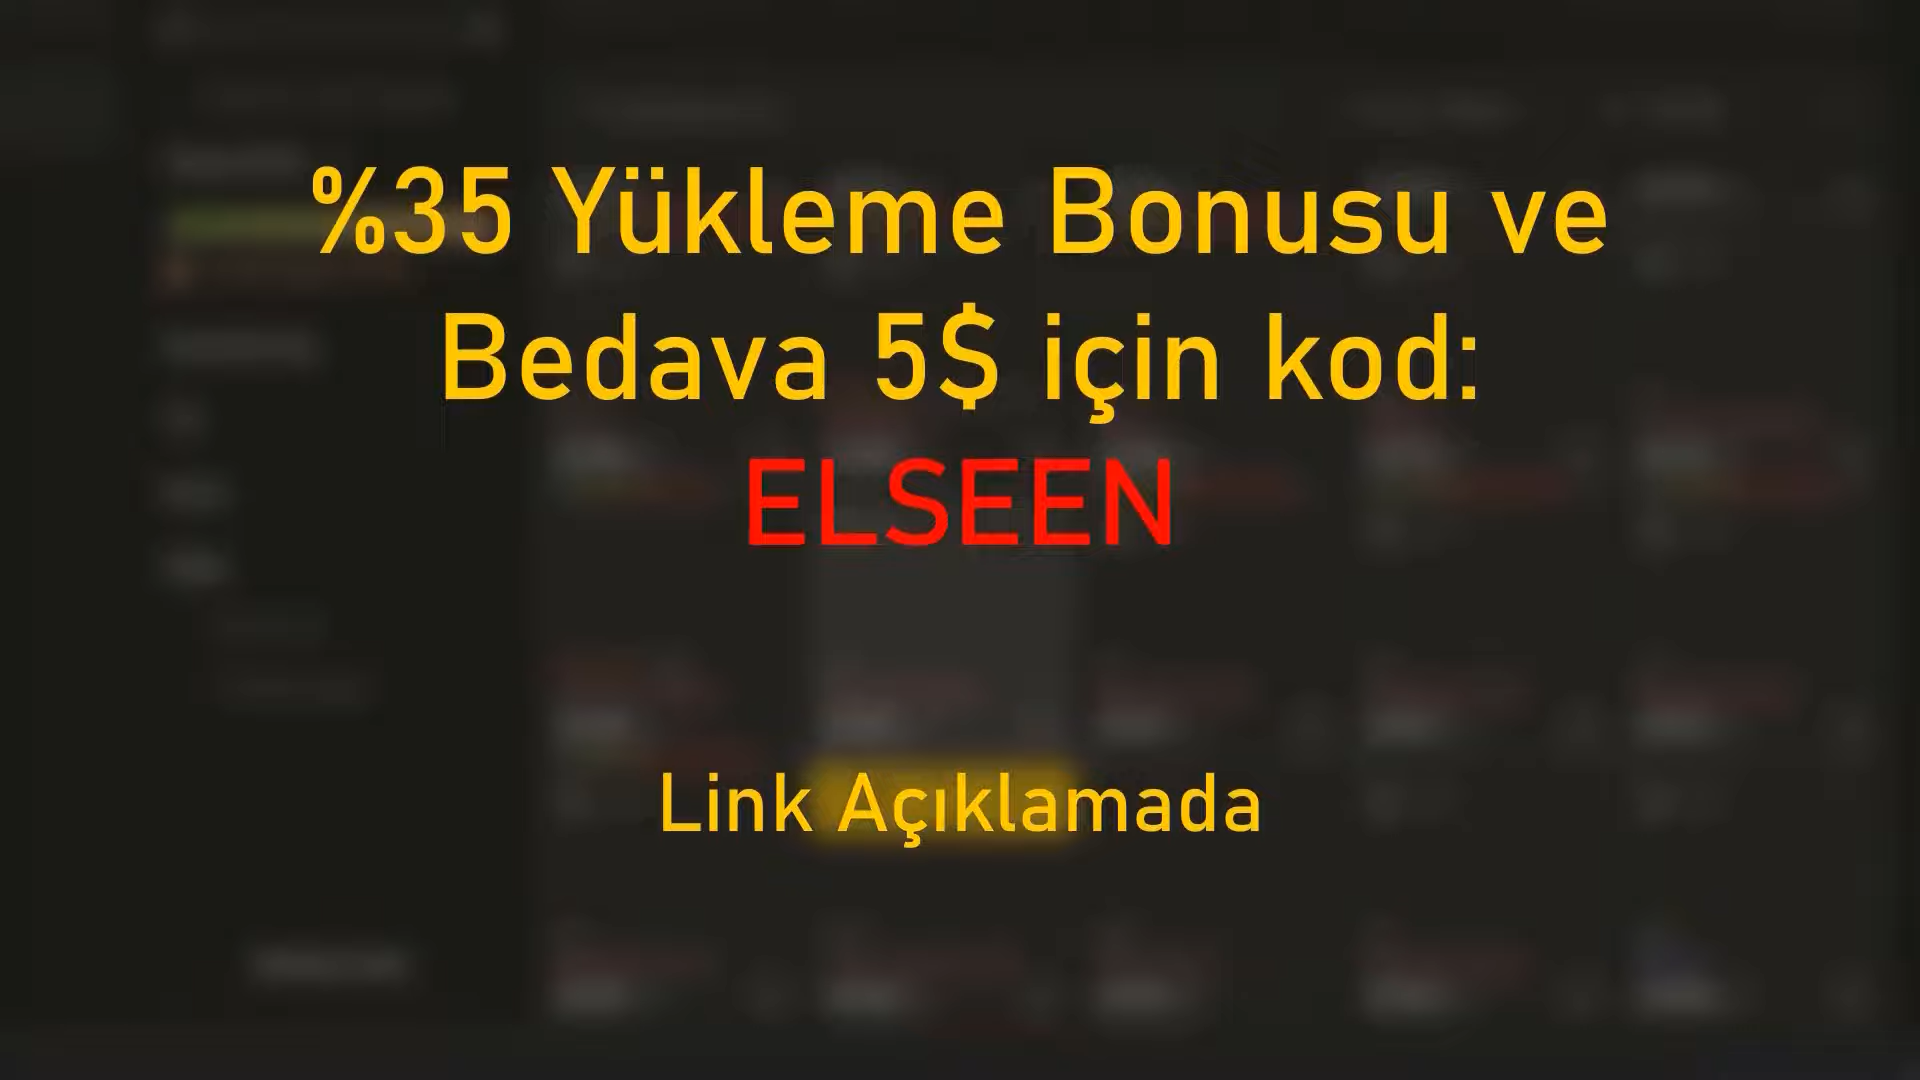 %35 Yükleme Bonusu ve
Bedava 5$ için kod:
ELSEEN
Link Açıklamada